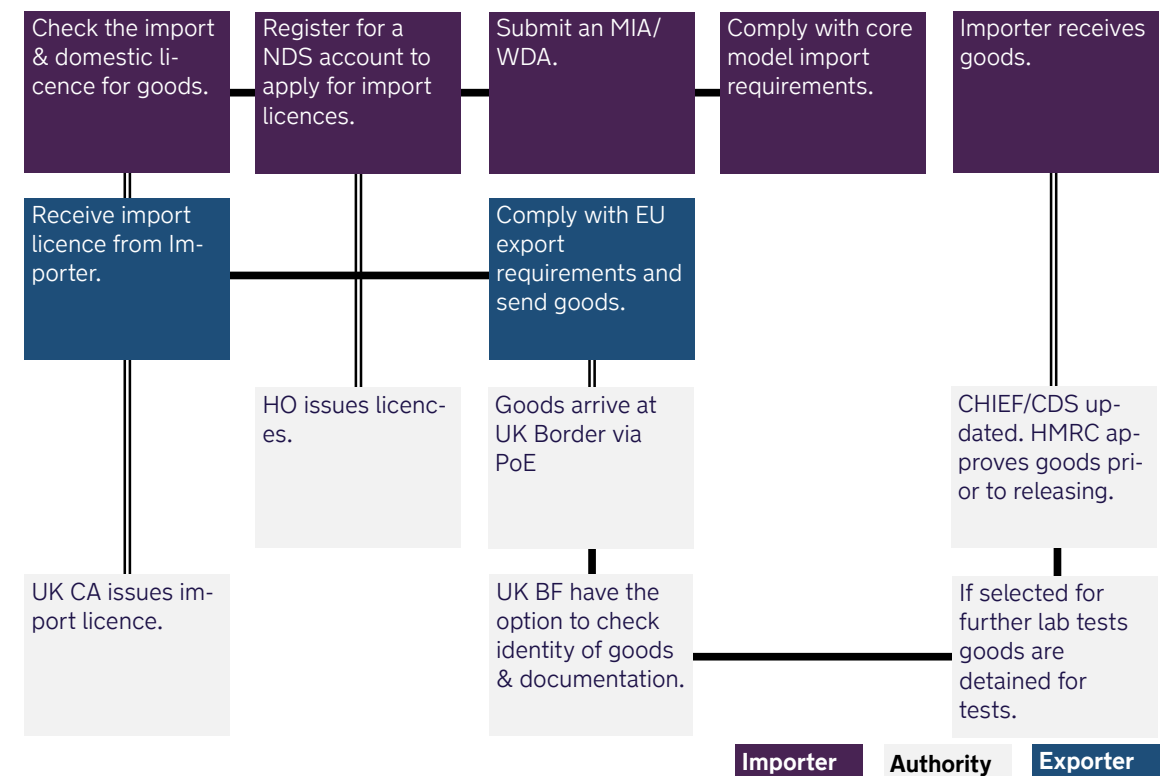 Check the import
& domestic li-
cence for goods.
Register for a
NDS account to
apply for import
licences.
Submit an MIA/
WDA.
Comply with core
model import
requirements.
Importer receives
goods.
Receive import
licence from Im-
porter.
Comply with EU
export
requirements and
send goods.
HO issues licenc-
es.
Goods arrive at
UK Border via
PoE
CHIEF/CDS up-
dated. HMRC ap-
proves goods pri-
or to releasing.
UK CA issues im-
port licence.
UK BF have the
option to check
identity of goods
& documentation.
If selected for
further lab tests
goods are
detained for
tests.
Importer
Authority
Exporter